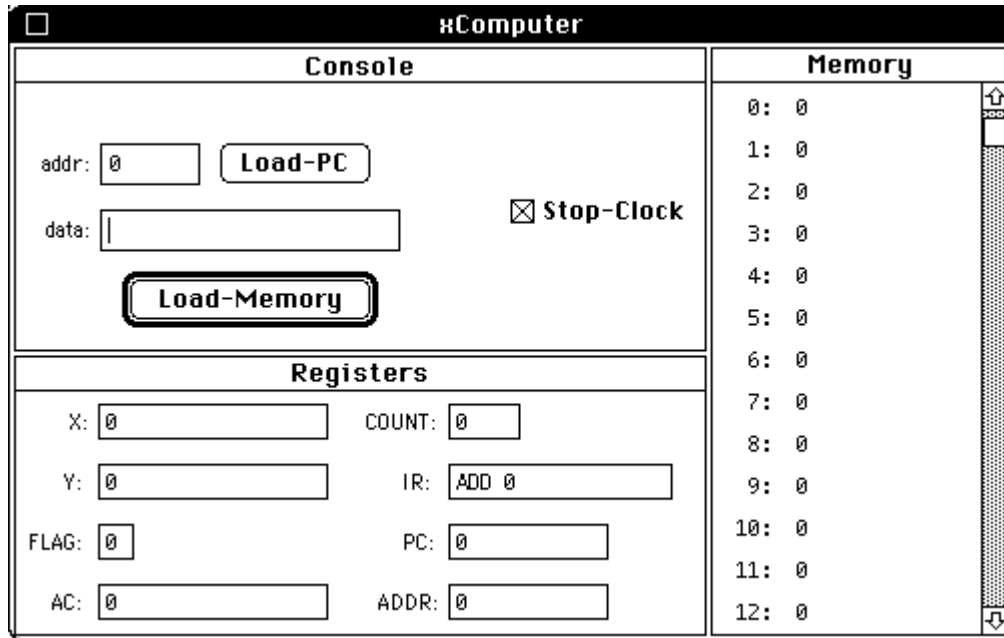 xComputer
Console
addr: 0 Load-PC
data:
Stop-Clock
Load-Memory
Registers
X: 0 COUNT: 0
Y: 0 IR: ADD 0
FLAG: 0 PC: 0
AC: 0 ADDR: 0
Memory
0: 0
1: 0
2: 0
3: 0
4: 0
5: 0
6: 0
7: 0
8: 0
9: 0
10: 0
11: 0
12: 0